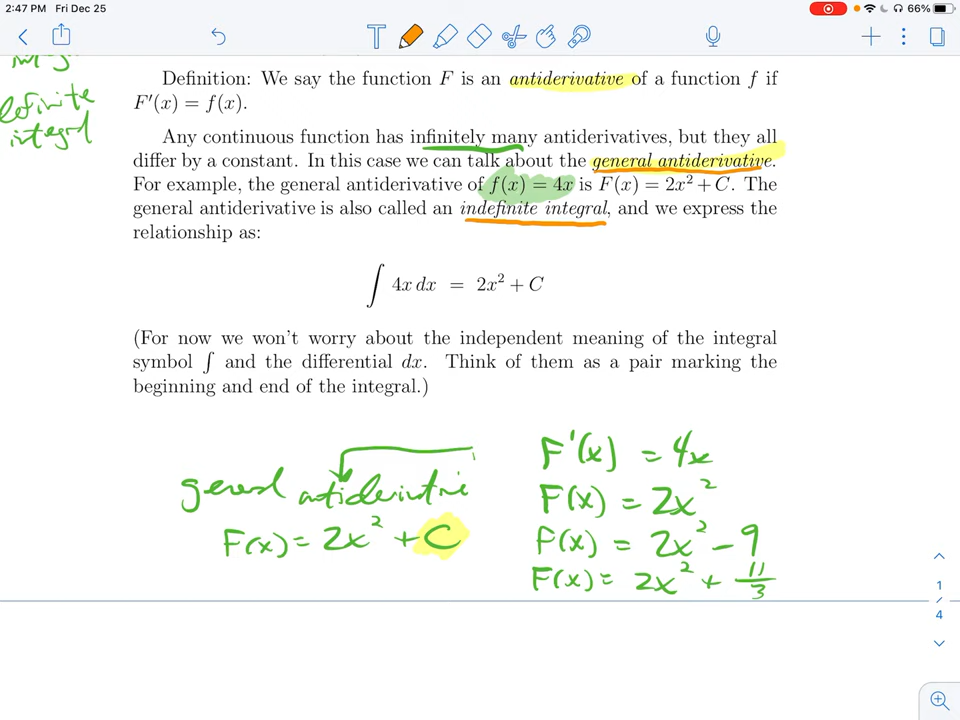 2:47 PM Fri Dec 25
66%
definite
integral
Definition: We say the function F is an antiderivative of a function f if
F′(x) = f(x).
Any continuous function has infinitely many antiderivatives, but they all
differ by a constant. In this case we can talk about the general antiderivative.
For example, the general antiderivative of f(x) = 4x is F(x) = 2x² + C. The
general antiderivative is also called an indefinite integral, and we express the
relationship as:
∫ 4x dx = 2x² + C
(For now we won't worry about the independent meaning of the integral
symbol ∫ and the differential dx. Think of them as a pair marking the
beginning and end of the integral.)
general antiderivative
F(x) = 2x² + C
F'(x) = 4x
F(x) = 2x²
F(x) = 2x² − 9
F(x) = 2x² + 11/3
1
/
4